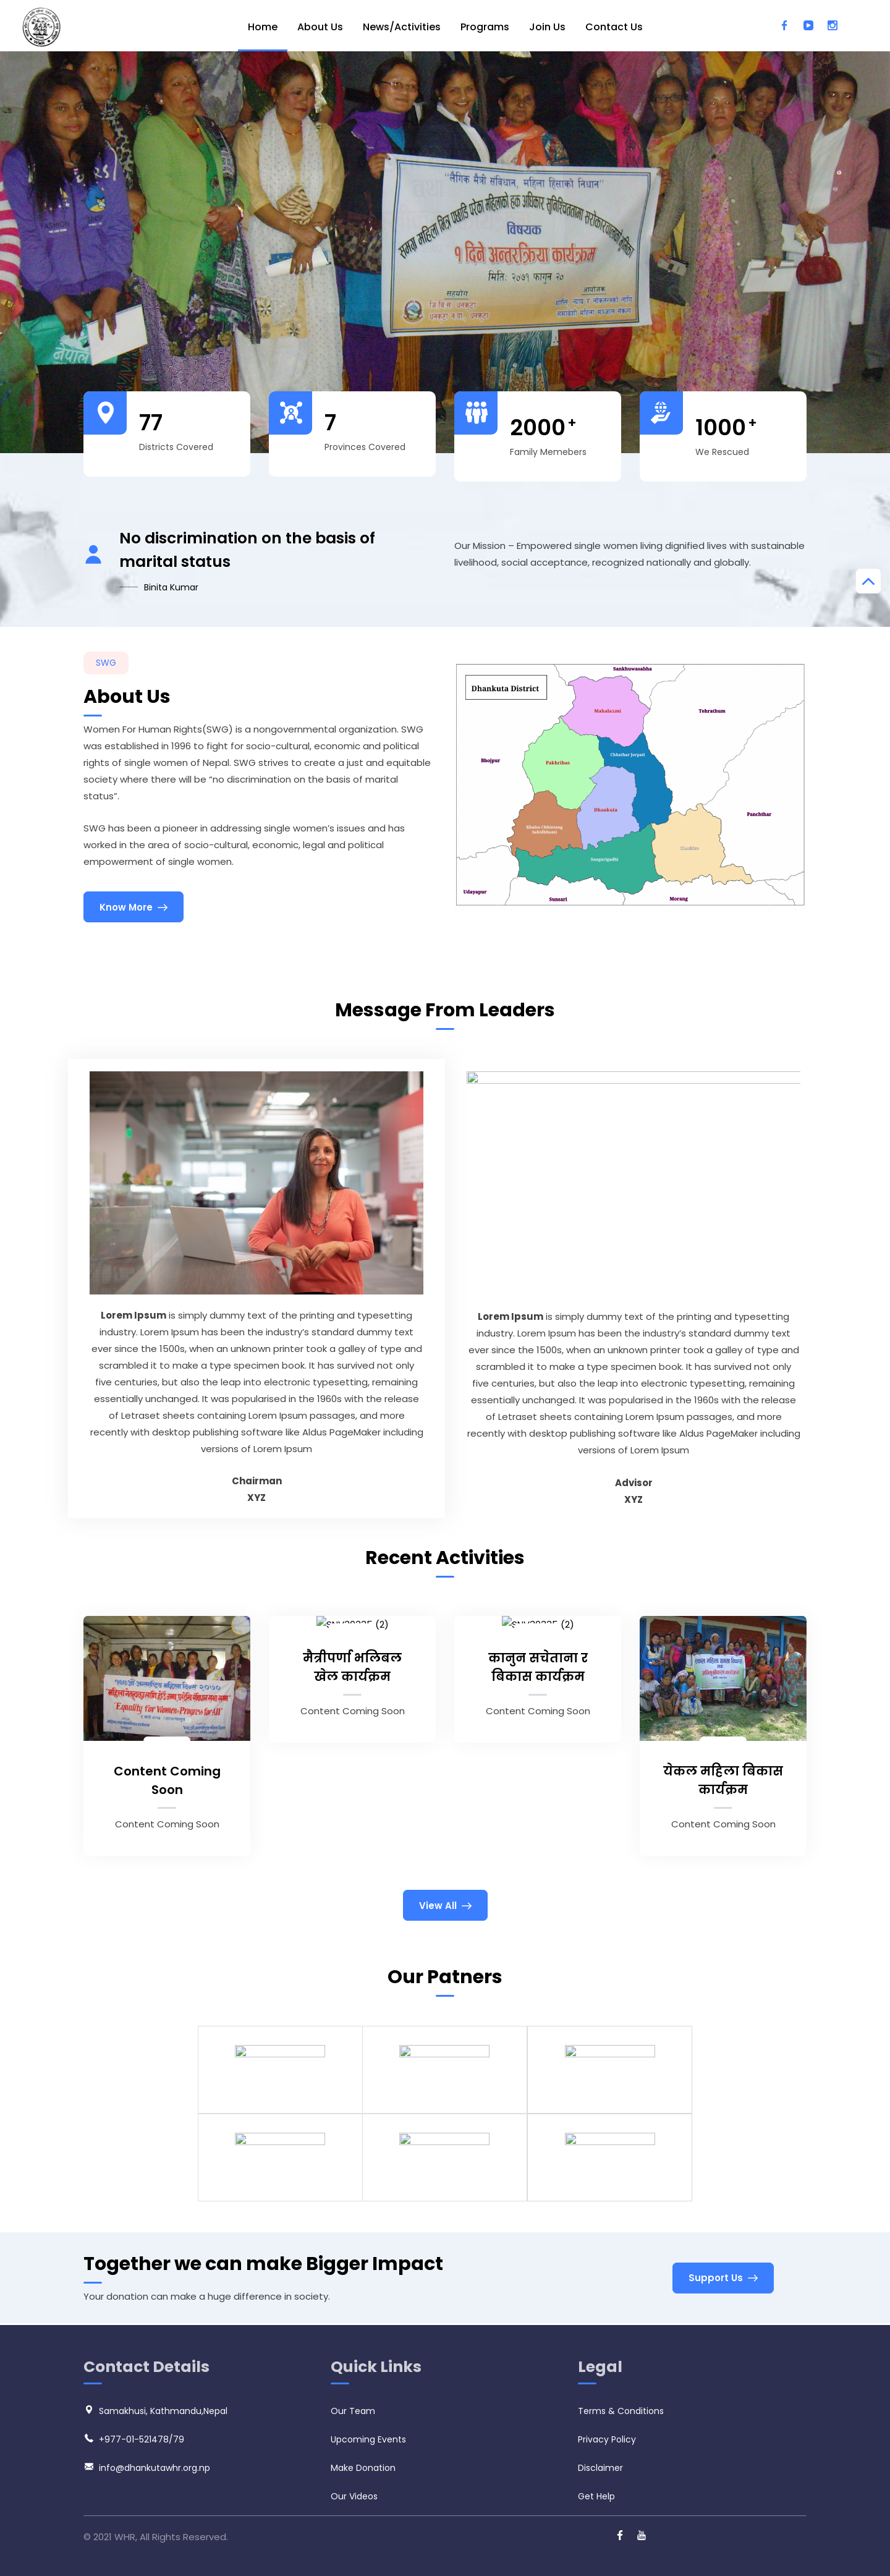 Home
About Us
News/Activities
Programs
Join Us
Contact Us
"लैंगिक मैत्री संविधान, महिला हिंसाको निधान"
विषयक
१ दिने अन्तरक्रिया कार्यक्रम
मिति: २०७१ फागुन २०
नेपाल
77
Districts Covered
7
Provinces Covered
2000+
Family Memebers
1000+
We Rescued
No discrimination on the basis of
marital status
Binita Kumar
Our Mission – Empowered single women living dignified lives with sustainable
livelihood, social acceptance, recognized nationally and globally.
SWG
About Us
Women For Human Rights(SWG) is a nongovernmental organization. SWG
was established in 1996 to fight for socio-cultural, economic and political
rights of single women of Nepal. SWG strives to create a just and equitable
society where there will be “no discrimination on the basis of marital
status”.
SWG has been a pioneer in addressing single women’s issues and has
worked in the area of socio-cultural, economic, legal and political
empowerment of single women.
Know More
Dhankuta District
Sankhuwasabha
Mahalaxmi
Tehrathum
Chhathar Jorpati
Bhojpur
Pakhribas
Dhankuta
Panchthar
Sangurigadhi
Udayapur
Sunsari
Morang
Message From Leaders
Lorem Ipsum is simply dummy text of the printing and typesetting
industry. Lorem Ipsum has been the industry’s standard dummy text
ever since the 1500s, when an unknown printer took a galley of type and
scrambled it to make a type specimen book. It has survived not only
five centuries, but also the leap into electronic typesetting, remaining
essentially unchanged. It was popularised in the 1960s with the release
of Letraset sheets containing Lorem Ipsum passages, and more
recently with desktop publishing software like Aldus PageMaker including
versions of Lorem Ipsum
Chairman
XYZ
Lorem Ipsum is simply dummy text of the printing and typesetting
industry. Lorem Ipsum has been the industry’s standard dummy text
ever since the 1500s, when an unknown printer took a galley of type and
scrambled it to make a type specimen book. It has survived not only
five centuries, but also the leap into electronic typesetting, remaining
essentially unchanged. It was popularised in the 1960s with the release
of Letraset sheets containing Lorem Ipsum passages, and more
recently with desktop publishing software like Aldus PageMaker including
versions of Lorem Ipsum
Advisor
XYZ
Recent Activities
"Equality for Women=Progress for All"
Content Coming
Soon
Content Coming Soon
(2)
मैत्रीपर्णा भलिबल
खेल कार्यक्रम
Content Coming Soon
(2)
कानुन सचेताना र
बिकास कार्यक्रम
Content Coming Soon
येकल महिला बिकास
कार्यक्रम
Content Coming Soon
View All
Our Patners
Together we can make Bigger Impact
Your donation can make a huge difference in society.
Support Us
Contact Details
Samakhusi, Kathmandu,Nepal
+977-01-521478/79
info@dhankutawhr.org.np
Quick Links
Our Team
Upcoming Events
Make Donation
Our Videos
Legal
Terms & Conditions
Privacy Policy
Disclaimer
Get Help
© 2021 WHR, All Rights Reserved.